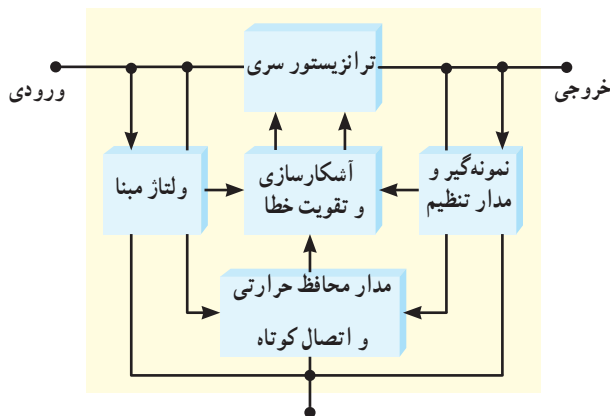 ترانزیستور سری
خروجی
ورودی
نمونه‌گیر و
مدار تنظیم
آشکارسازی
و تقویت خطا
ولتاژ مبنا
مدار محافظ حرارتی
و اتصال کوتاه